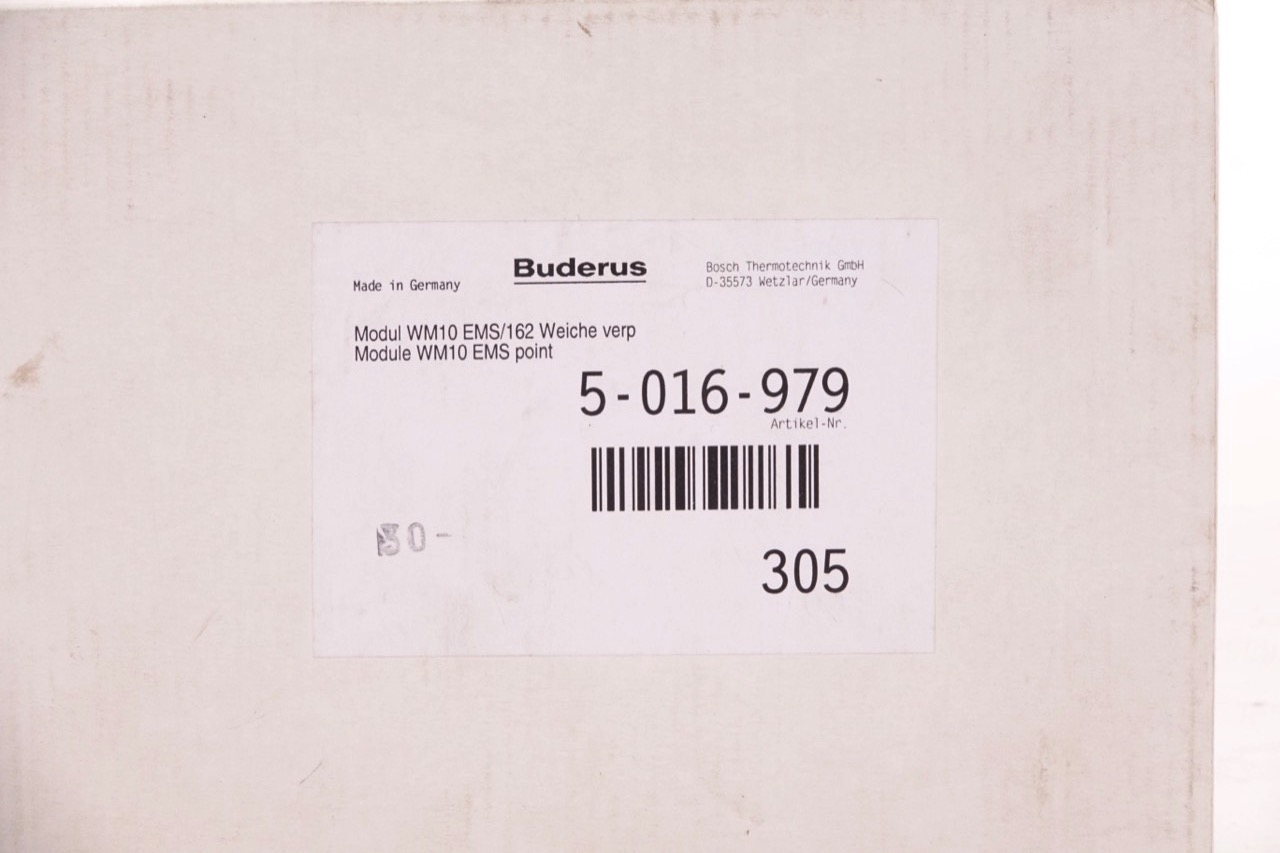 Made in Germany
Buderus
Bosch Thermotechnik GmbH
D-35573 Wetzlar/Germany
Modul WM10 EMS/162 Weiche verp
Module WM10 EMS point
5-016-979
Artikel-Nr.
305